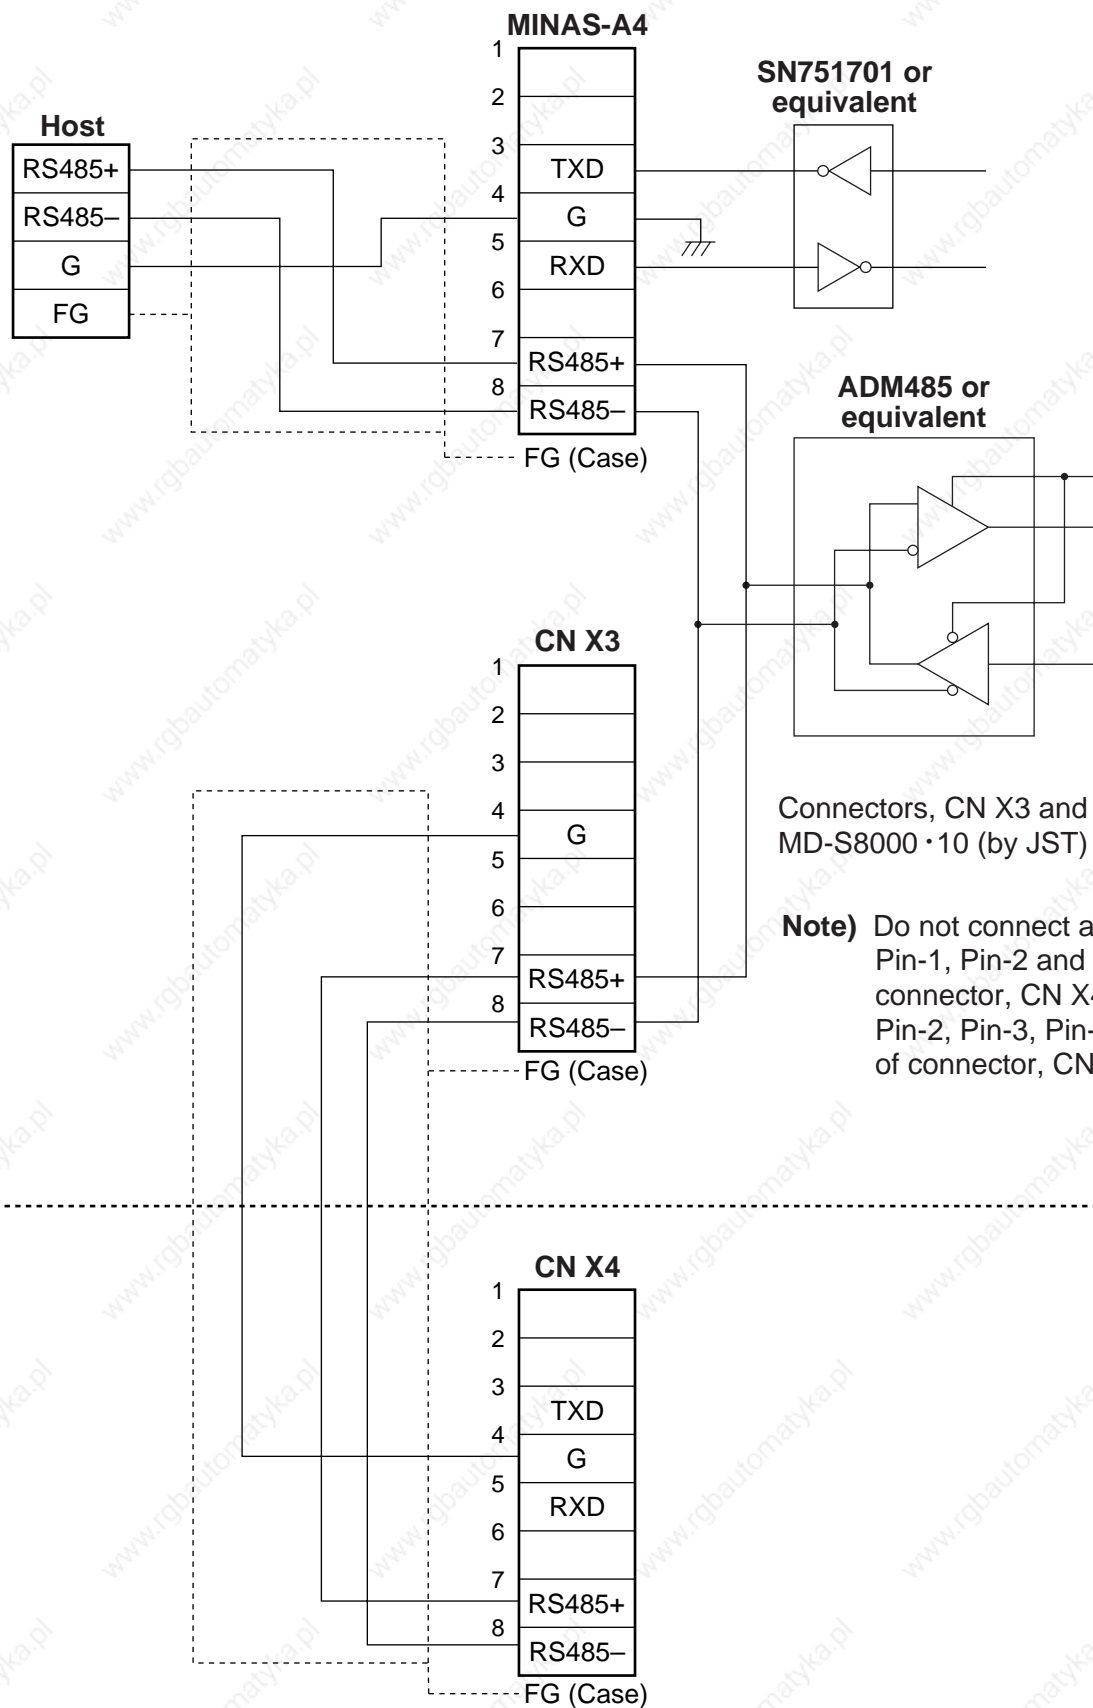 MINAS-A4
1
2
3
TXD
4
G
5
RXD
6
7
RS485+
8
RS485–
FG (Case)
Host
RS485+
RS485–
G
FG
SN751701 or
equivalent
ADM485 or
equivalent
CN X3
1
2
3
4
G
5
6
7
RS485+
8
RS485–
FG (Case)
Connectors, CN X3 and
MD-S8000・10 (by JST)
Note) Do not connect a
Pin-1, Pin-2 and
connector, CN X4
Pin-2, Pin-3, Pin-
of connector, CN
CN X4
1
2
3
TXD
4
G
5
RXD
6
7
RS485+
8
RS485–
FG (Case)
www.rgbautomatyka.pl